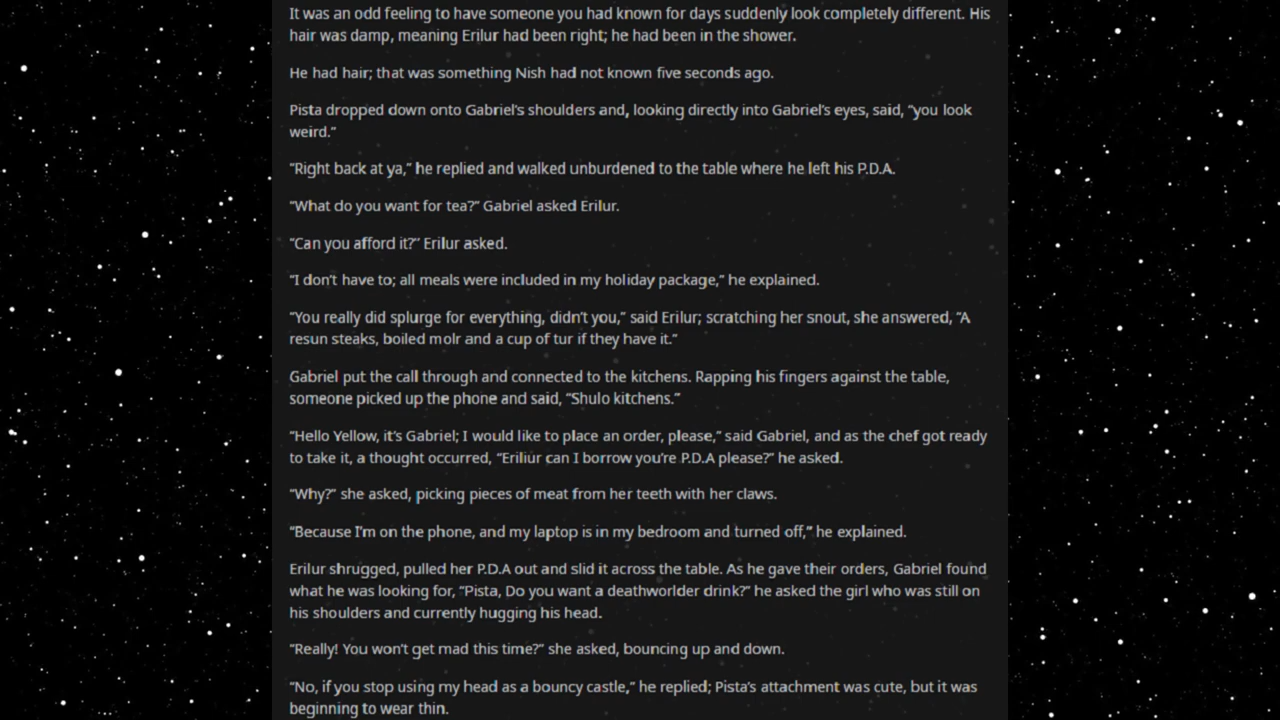 It was an odd feeling to have someone you had known for days suddenly look completely different. His
hair was damp, meaning Erilur had been right; he had been in the shower.
He had hair; that was something Nish had not known five seconds ago.
Pista dropped down onto Gabriel’s shoulders and, looking directly into Gabriel’s eyes, said, “you look
weird.”
“Right back at ya,” he replied and walked unburdened to the table where he left his P.D.A.
“What do you want for tea?” Gabriel asked Erilur.
“Can you afford it?” Erilur asked.
“I don’t have to; all meals were included in my holiday package,” he explained.
“You really did splurge for everything, didn’t you,” said Erilur; scratching her snout, she answered, “A
resun steaks, boiled molr and a cup of tur if they have it.”
Gabriel put the call through and connected to the kitchens. Rapping his fingers against the table,
someone picked up the phone and said, “Shulo kitchens.”
“Hello Yellow, it’s Gabriel; I would like to place an order, please,” said Gabriel, and as the chef got ready
to take it, a thought occurred, “Eriliur can I borrow you’re P.D.A please?” he asked.
“Why?” she asked, picking pieces of meat from her teeth with her claws.
“Because I’m on the phone, and my laptop is in my bedroom and turned off,” he explained.
Erilur shrugged, pulled her P.D.A out and slid it across the table. As he gave their orders, Gabriel found
what he was looking for, “Pista, Do you want a deathworlder drink?” he asked the girl who was still on
his shoulders and currently hugging his head.
“Really! You won’t get mad this time?” she asked, bouncing up and down.
“No, if you stop using my head as a bouncy castle,” he replied; Pista’s attachment was cute, but it was
beginning to wear thin.